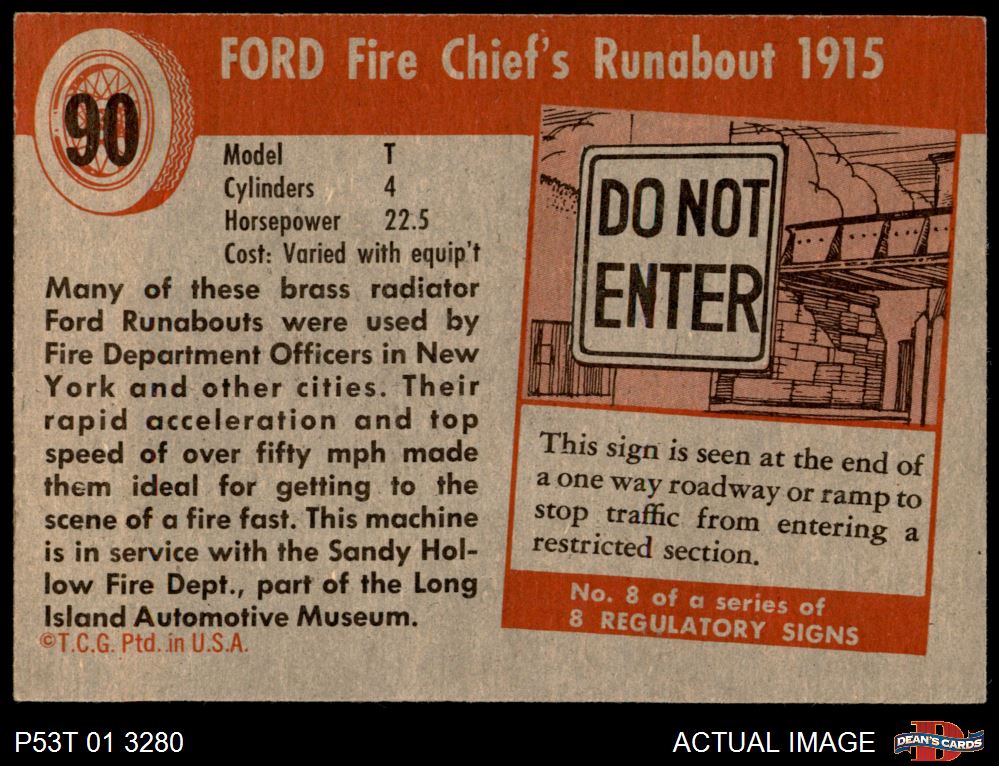 FORD Fire Chief's Runabout 1915
90
Model T
Cylinders 4
Horsepower 22.5
Cost: Varied with equip't
Many of these brass radiator
Ford Runabouts were used by
Fire Department Officers in New
York and other cities. Their
rapid acceleration and top
speed of over fifty mph made
them ideal for getting to the
scene of a fire fast. This machine
is in service with the Sandy Hol-
low Fire Dept., part of the Long
Island Automotive Museum.
©T.C.G. Ptd. in U.S.A.
DO NOT
ENTER
This sign is seen at the end of
a one way roadway or ramp to
stop traffic from entering a
restricted section.
No. 8 of a series of
8 REGULATORY SIGNS
P53T 01 3280
ACTUAL IMAGE
D
DEAN'S CARDS